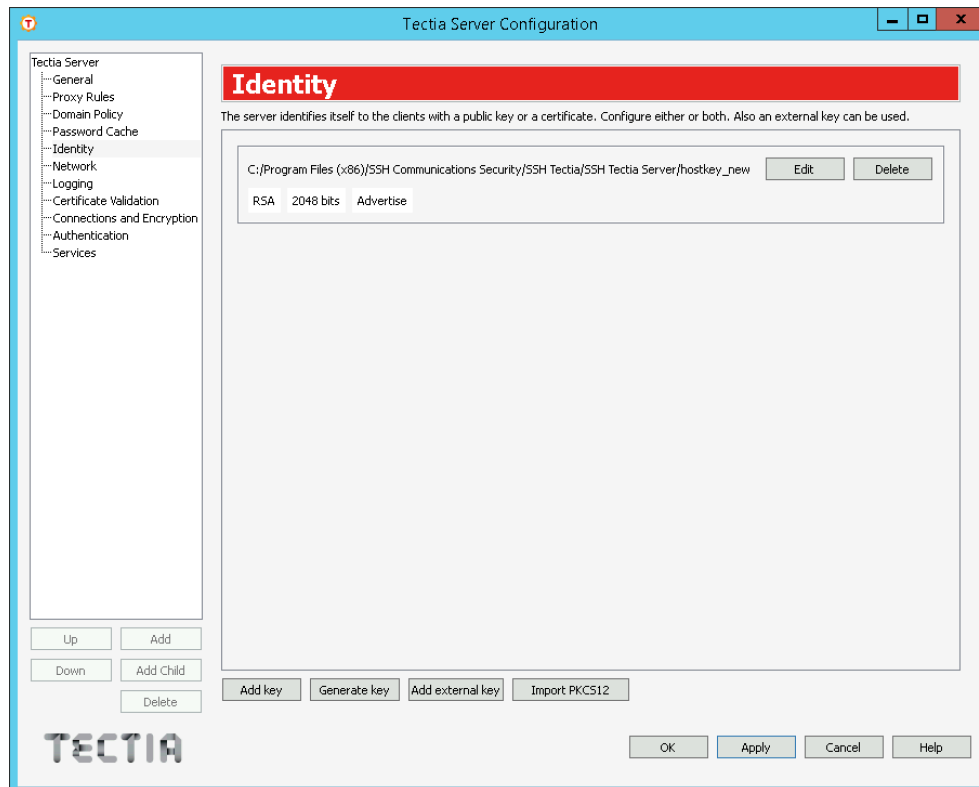 Tectia Server Configuration
Tectia Server
General
Proxy Rules
Domain Policy
Password Cache
Identity
Network
Logging
Certificate Validation
Connections and Encryption
Authentication
Services
Up Add
Down Add Child
Delete
TECTIA
Identity
The server identifies itself to the clients with a public key or a certificate. Configure either or both. Also an external key can be used.
C:/Program Files (x86)/SSH Communications Security/SSH Tectia/SSH Tectia Server/hostkey_new Edit Delete
RSA 2048 bits Advertise
Add key Generate key Add external key Import PKCS12
OK Apply Cancel Help